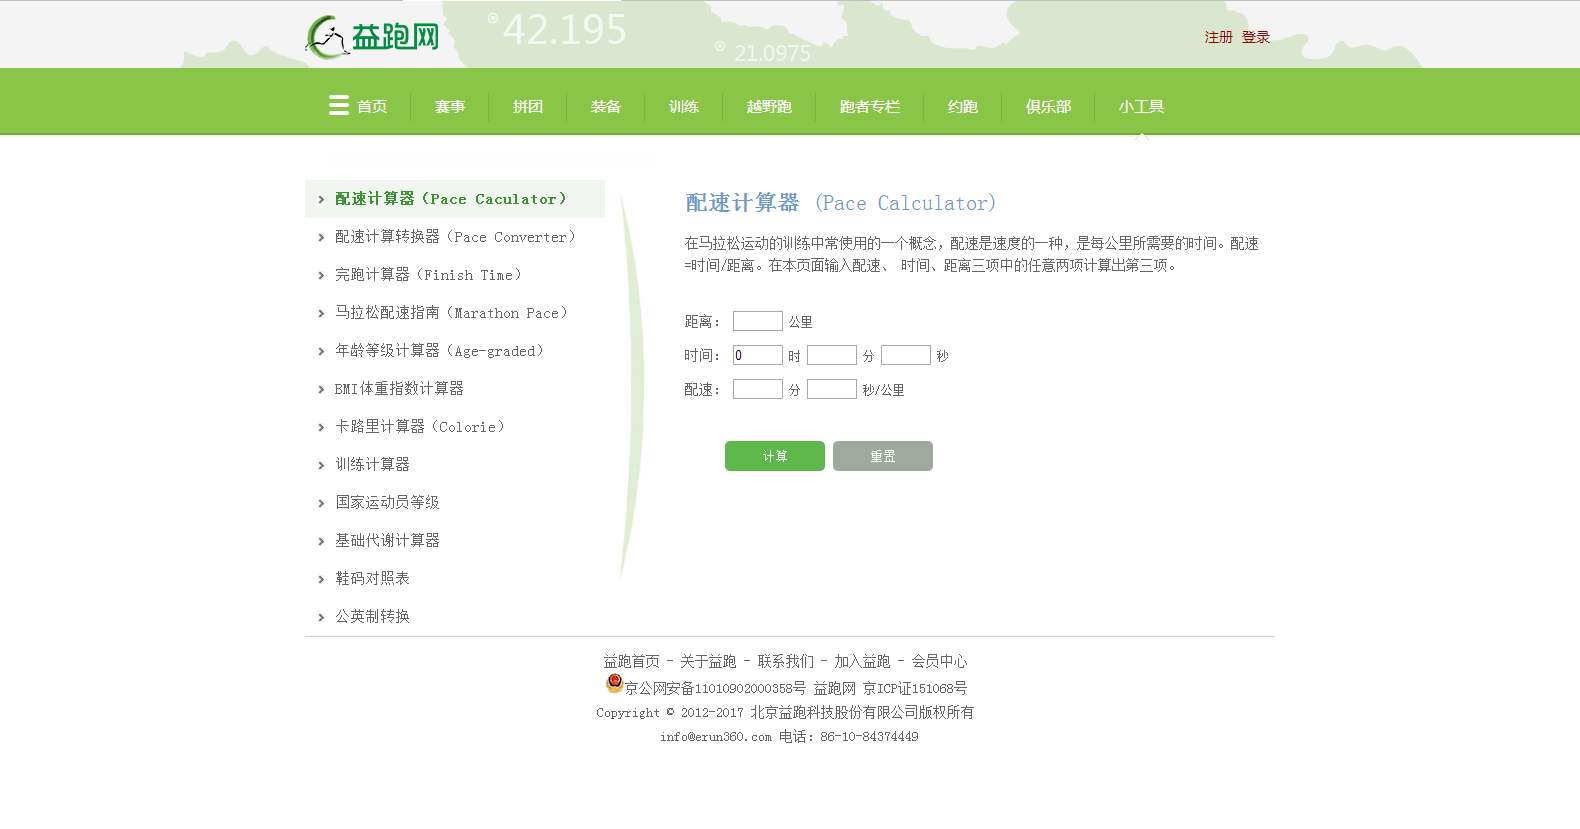 益跑网
42.195
21.0975
注册 登录
首页 赛事 拼团 装备 训练 越野跑 跑者专栏 约跑 俱乐部 小工具
配速计算器（Pace Caculator）
配速计算转换器（Pace Converter）
完跑计算器（Finish Time）
马拉松配速指南（Marathon Pace）
年龄等级计算器（Age-graded）
BMI体重指数计算器
卡路里计算器（Colorie）
训练计算器
国家运动员等级
基础代谢计算器
鞋码对照表
公英制转换
配速计算器 (Pace Calculator)
在马拉松运动的训练中常使用的一个概念，配速是速度的一种，是每公里所需要的时间。配速
=时间/距离。在本页面输入配速、 时间、距离三项中的任意两项计算出第三项。
距离： 公里
时间： 0 时 分 秒
配速： 分 秒/公里
计算 重置
益跑首页 - 关于益跑 - 联系我们 - 加入益跑 - 会员中心
京公网安备11010902000358号 益跑网 京ICP证151068号
Copyright © 2012-2017 北京益跑科技股份有限公司版权所有
info@erun360.com 电话：86-10-84374449